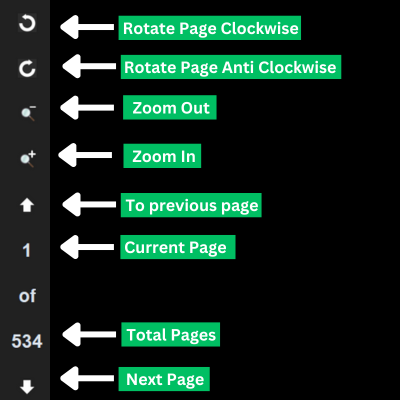 Rotate Page Clockwise
Rotate Page Anti Clockwise
Zoom Out
Zoom In
To previous page
1 Current Page
of
534 Total Pages
Next Page